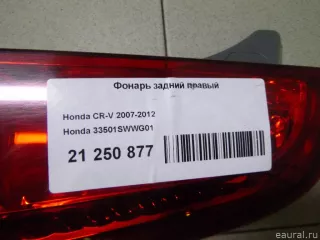 Фонарь задний правый
Honda CR-V 2007-2012
Honda 33501SWWG01
21 250 877
eaural.ru